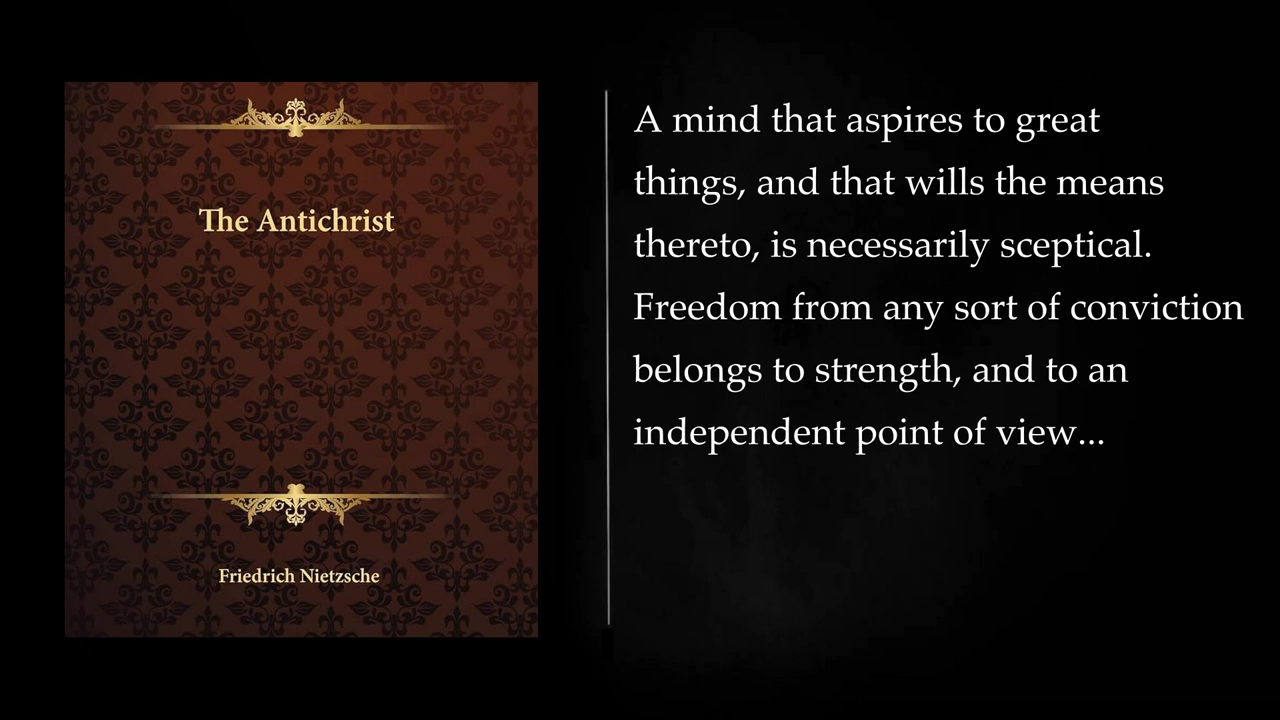 The Antichrist
Friedrich Nietzsche
A mind that aspires to great
things, and that wills the means
thereto, is necessarily sceptical.
Freedom from any sort of conviction
belongs to strength, and to an
independent point of view...